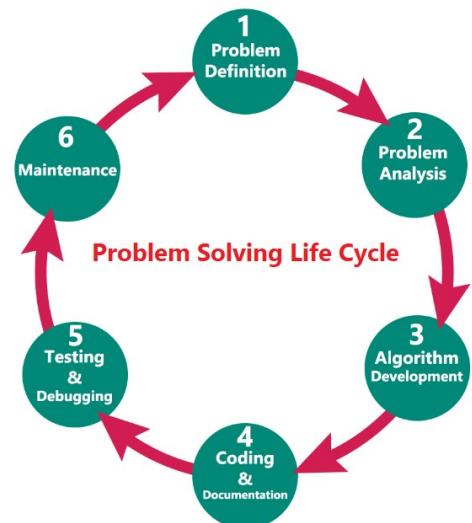 1
Problem
Definition
2
Problem
Analysis
3
Algorithm
Development
4
Coding
&
Documentation
5
Testing
&
Debugging
6
Maintenance
Problem Solving Life Cycle